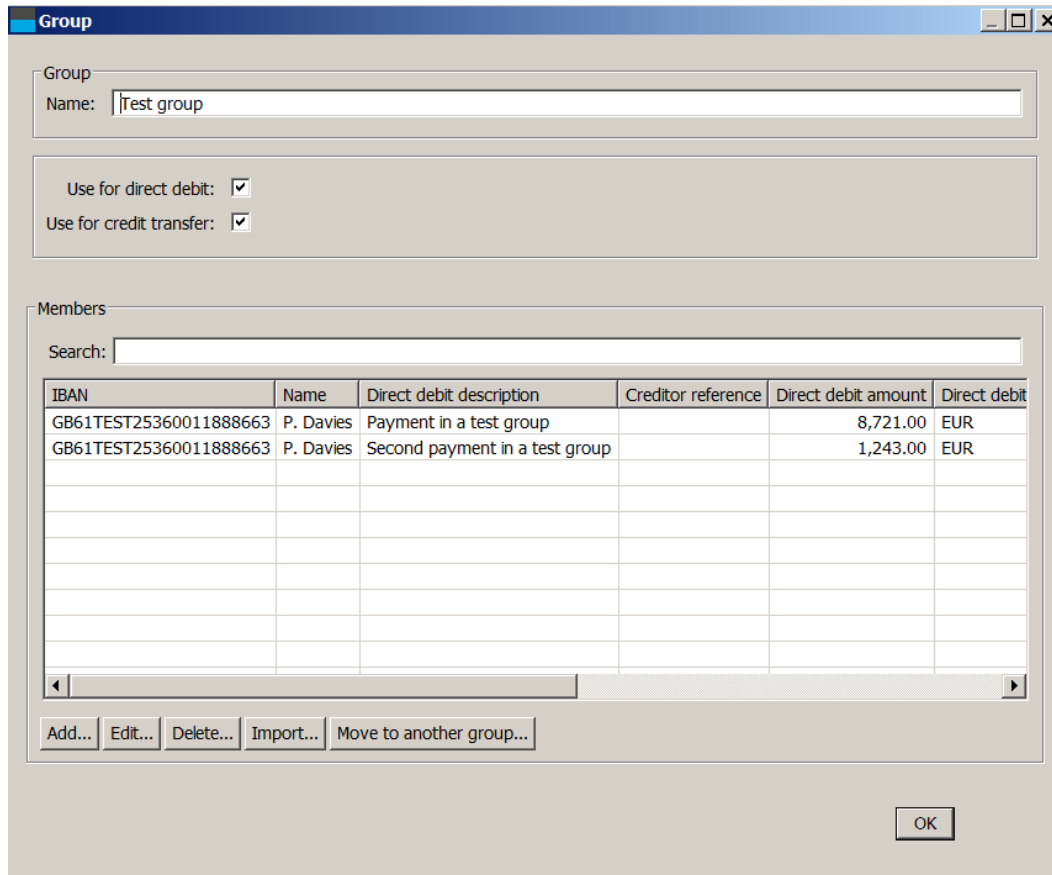 Group
Group
Name: Test group
Use for direct debit:
Use for credit transfer:
Members
Search:
IBAN Name Direct debit description Creditor reference Direct debit amount Direct debit
GB61TEST25360011888663 P. Davies Payment in a test group 8,721.00 EUR
GB61TEST25360011888663 P. Davies Second payment in a test group 1,243.00 EUR
Add... Edit... Delete... Import... Move to another group...
OK